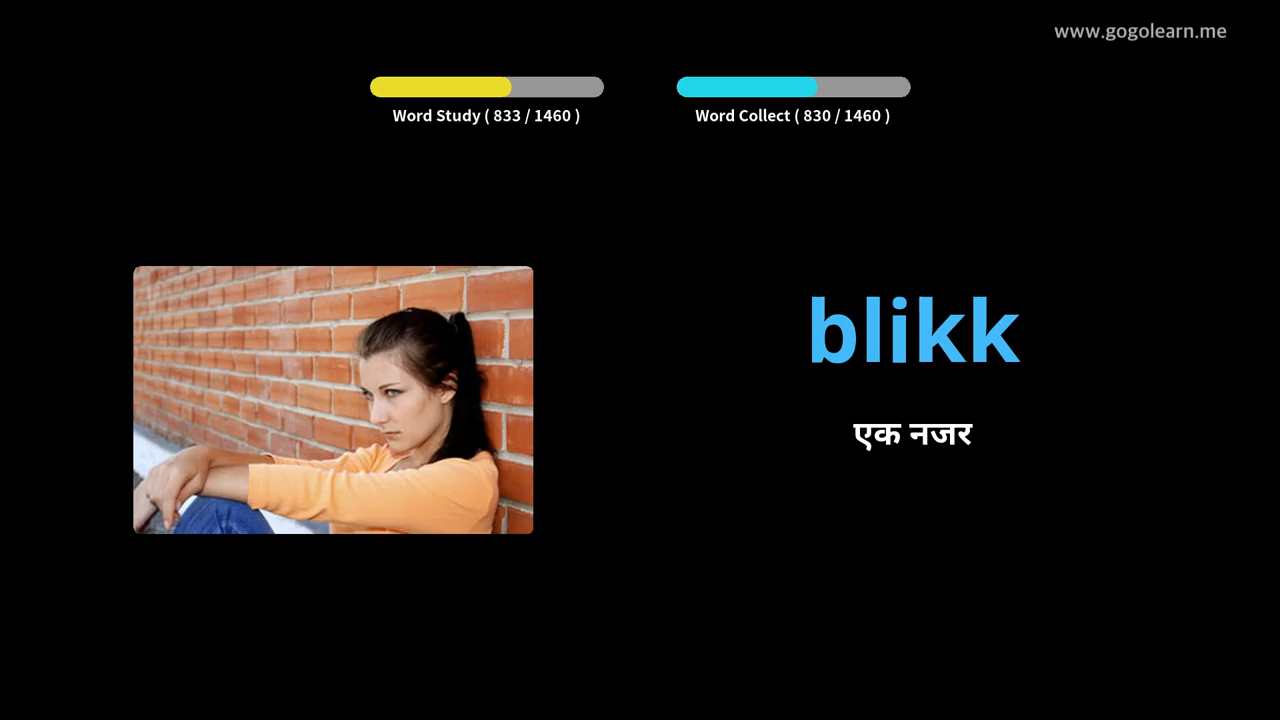 www.gogolearn.me
Word Study ( 833 / 1460 )
Word Collect ( 830 / 1460 )
blikk
एक नजर